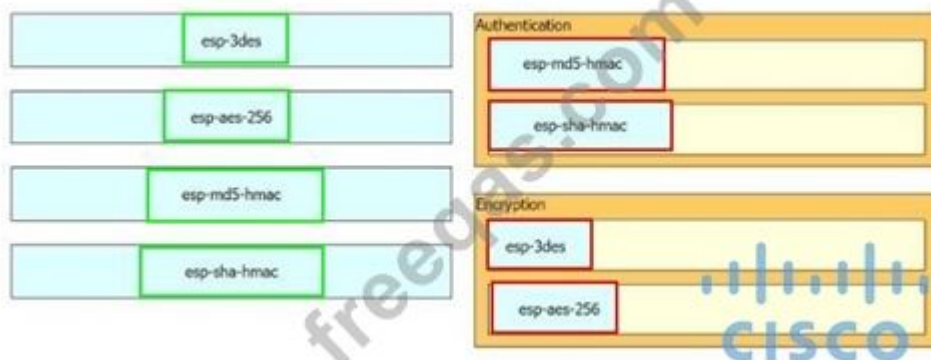 esp-3des
esp-aes-256
esp-md5-hmac
esp-sha-hmac
Authentication
esp-md5-hmac
esp-sha-hmac
Encryption
esp-3des
esp-aes-256
freeqas.com
CISCO